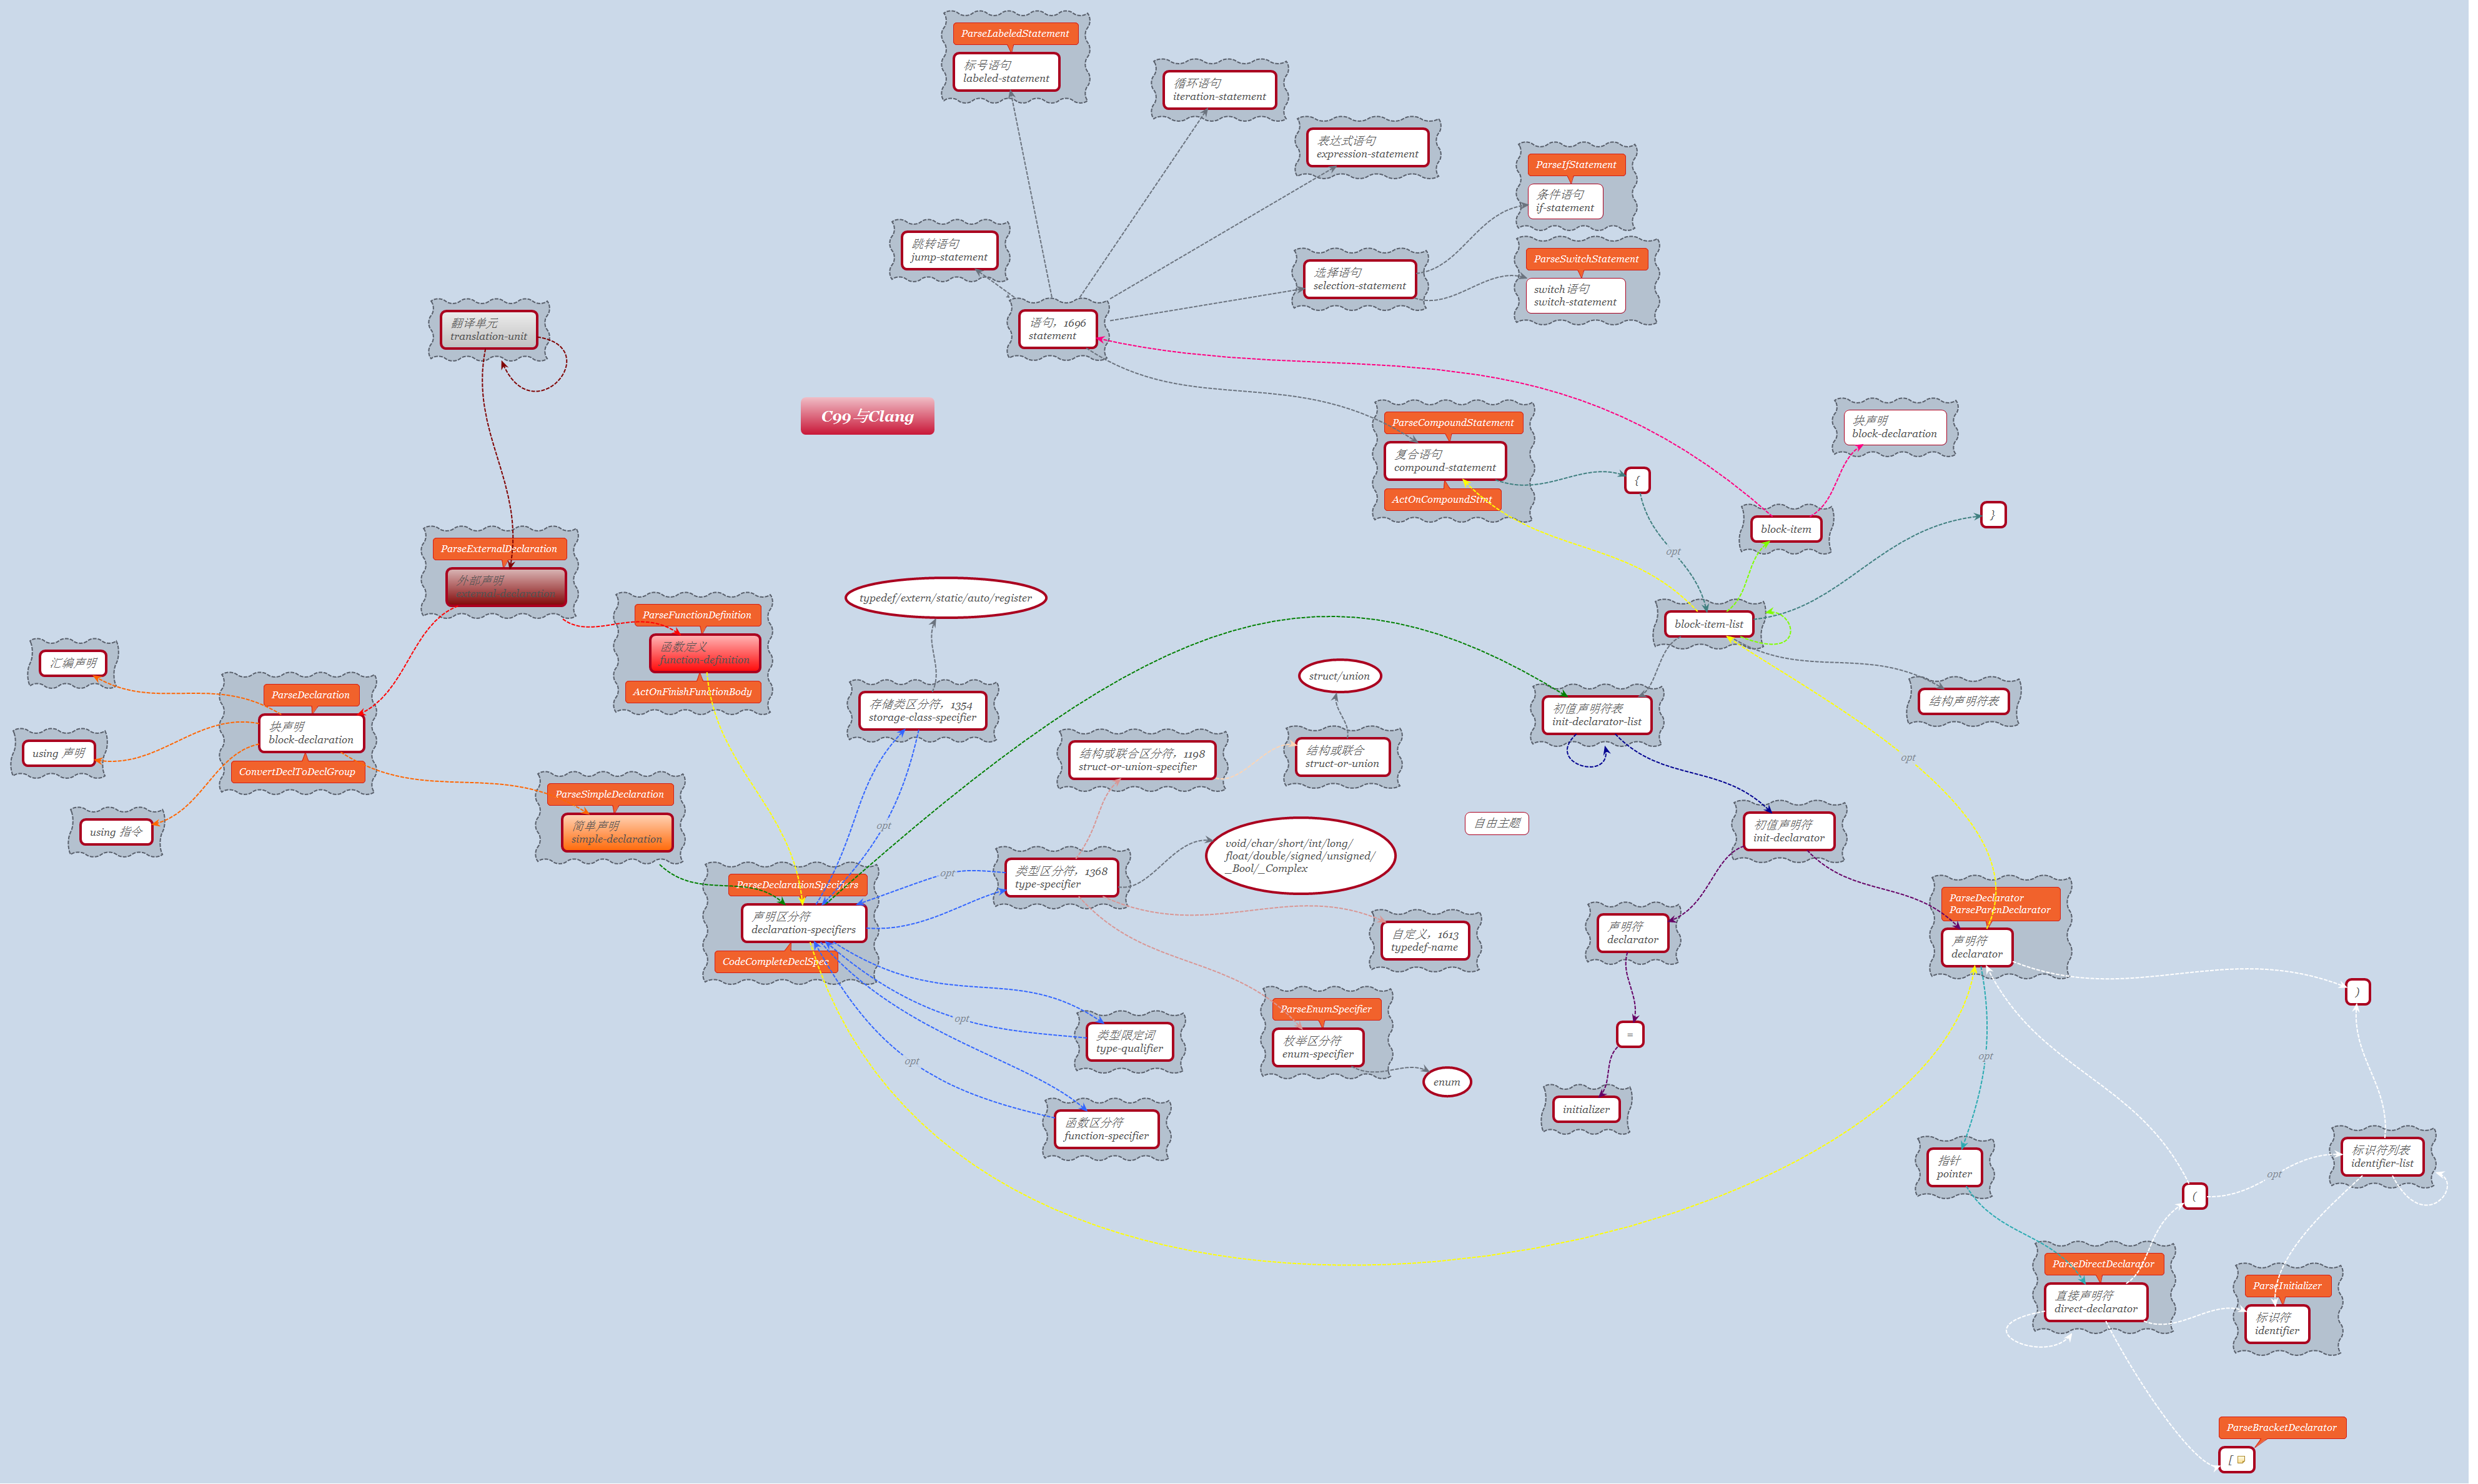 ParseLabeledStatement
标号语句
labeled-statement
循环语句
iteration-statement
表达式语句
expression-statement
ParseIfStatement
条件语句
if-statement
跳转语句
jump-statement
选择语句
selection-statement
ParseSwitchStatement
switch 语句
switch-statement
翻译单元
translation-unit
语句，1696
statement
C99与Clang
ParseCompoundStatement
复合语句
compound-statement
ActOnCompoundStmt
块声明
block-declaration
{
}
block-item
opt
ParseExternalDeclaration
外部声明
external-declaration
ParseFunctionDefinition
函数定义
function-definition
ActOnFinishFunctionBody
typedef/extern/static/auto/register
block-item-list
汇编声明
ParseDeclaration
块声明
block-declaration
ConvertDeclToDeclGroup
using 声明
using 指令
存储类区分符，1354
storage-class-specifier
struct/union
初值声明符表
init-declarator-list
结构声明符表
结构或联合区分符，1198
struct-or-union-specifier
结构或联合
struct-or-union
opt
ParseSimpleDeclaration
简单声明
simple-declaration
opt
自由主题
初值声明符
init-declarator
void/char/short/int/long/
float/double/signed/unsigned/
_Bool/_Complex
类型区分符，1368
type-specifier
opt
ParseDeclarationSpecifiers
声明区分符
declaration-specifiers
CodeCompleteDeclSpec
ParseDeclarator
ParseParenDeclarator
声明符
declarator
声明符
declarator
自定义，1613
typedef-name
)
opt
类型限定词
type-qualifier
ParseEnumSpecifier
枚举区分符
enum-specifier
=
opt
opt
enum
initializer
函数区分符
function-specifier
指针
pointer
标识符列表
identifier-list
opt
(
ParseDirectDeclarator
直接声明符
direct-declarator
ParseInitializer
标识符
identifier
ParseBracketDeclarator
[